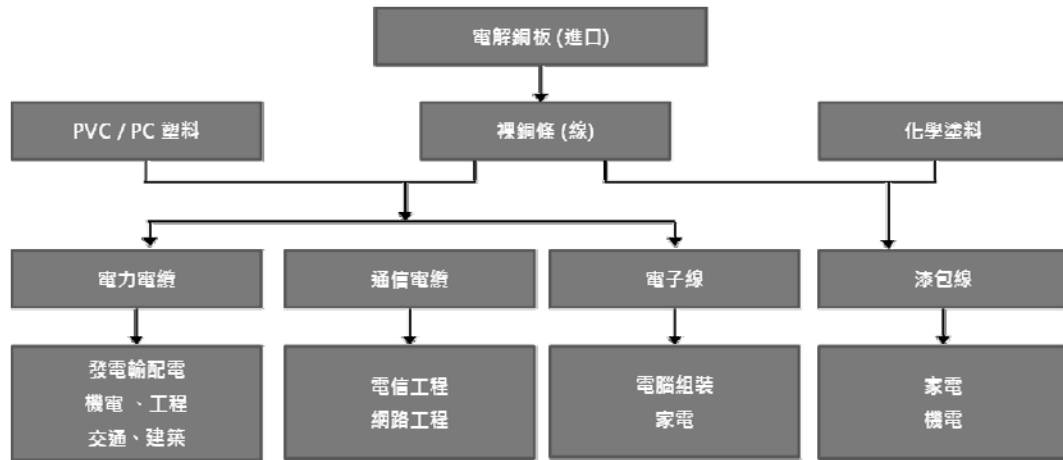 電解銅板 (進口)
PVC / PC 塑料
裸銅條 (線)
化學塗料
電力電纜
通信電纜
電子線
漆包線
發電輸配電
機電 、工程
交通、建築
電信工程
網路工程
電腦組裝
家電
家電
機電